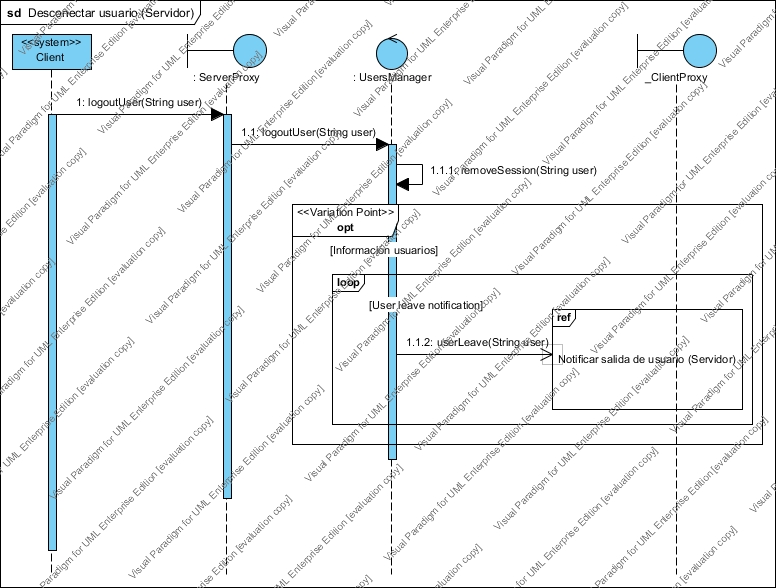 sd Desconectar usuario (Servidor)
<<system>>
Client
: ServerProxy
: UsersManager
_ClientProxy
1: logoutUser(String user)
1.1: logoutUser(String user)
1.1.1: removeSession(String user)
<<Variation Point>>
opt
[Información usuarios]
loop
[User leave notification]
ref
1.1.2: userLeave(String user)
Notificar salida de usuario (Servidor)
Visual Paradigm for UML Enterprise Edition [evaluation copy]